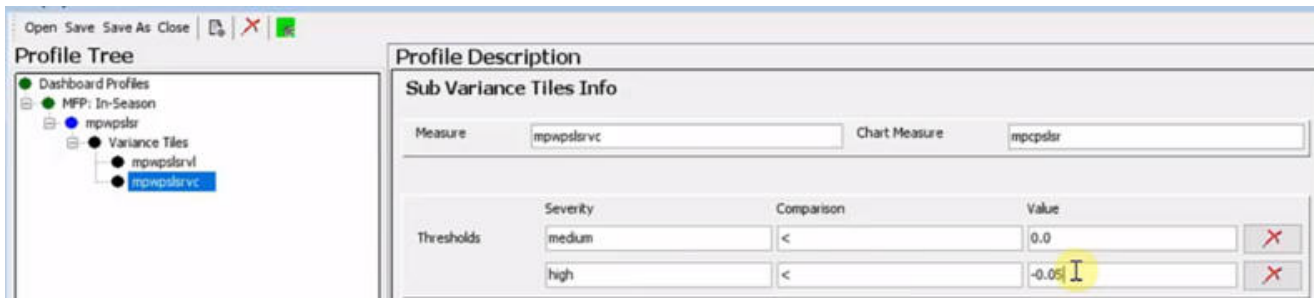 Open Save Save As Close
Profile Tree
Dashboard Profiles
MFP: In-Season
mpwpslsr
Variance Tiles
mpwpslsrvl
mpwpslsrvc
Profile Description
Sub Variance Tiles Info
Measure mpwpslsrvc Chart Measure mpcpslsr
Severity Comparison Value
Thresholds medium < 0.0
high < -0.05